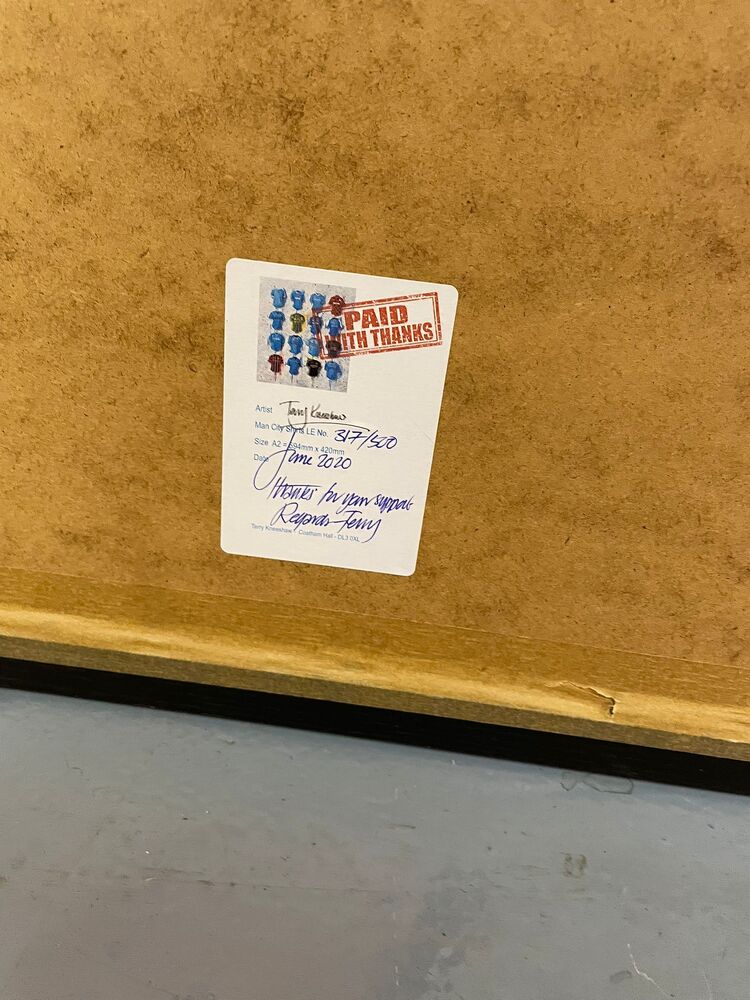 PAID
WITH THANKS
Artist Terry Kneeshaw
Man City Shirts LE No. 317/500
Size A2 = 594mm x 420mm
Date June 2020
Thanks for your support
Regards Terry
Terry Kneeshaw - Coatham Hall - DL3 0XL